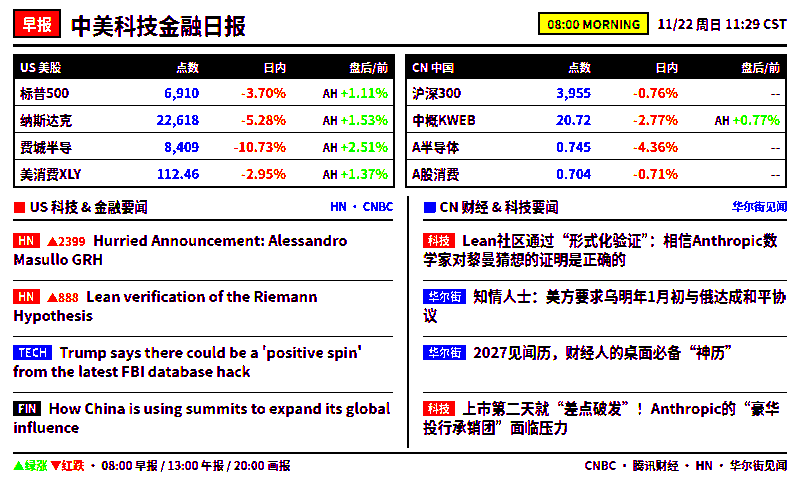 早报 中美科技金融日报 08:00 MORNING 11/22 周日 11:29 CST
US 美股 点数 日内 盘后/前
标普500 6,910 -3.70% AH +1.11%
纳斯达克 22,618 -5.28% AH +1.53%
费城半导 8,409 -10.73% AH +2.51%
美消费XLY 112.46 -2.95% AH +1.37%
CN 中国 点数 日内 盘后/前
沪深300 3,955 -0.76% --
中概KWEB 20.72 -2.77% AH +0.77%
A半导体 0.745 -4.36% --
A股消费 0.704 -0.71% --
US 科技 & 金融要闻 HN · CNBC
HN ▲2399 Hurried Announcement: Alessandro
Masullo GRH
HN ▲888 Lean verification of the Riemann
Hypothesis
TECH Trump says there could be a 'positive spin'
from the latest FBI database hack
FIN How China is using summits to expand its global
influence
CN 财经 & 科技要闻 华尔街见闻
科技 Lean社区通过“形式化验证”：相信Anthropic数
学家对黎曼猜想的证明是正确的
华尔街 知情人士：美方要求乌明年1月初与俄达成和平协
议
华尔街 2027见闻历，财经人的桌面必备“神历”
科技 上市第二天就“差点破发”！Anthropic的“豪华
投行承销团”面临压力
▲绿涨 ▼红跌 · 08:00 早报 / 13:00 午报 / 20:00 画报 CNBC · 腾讯财经 · HN · 华尔街见闻